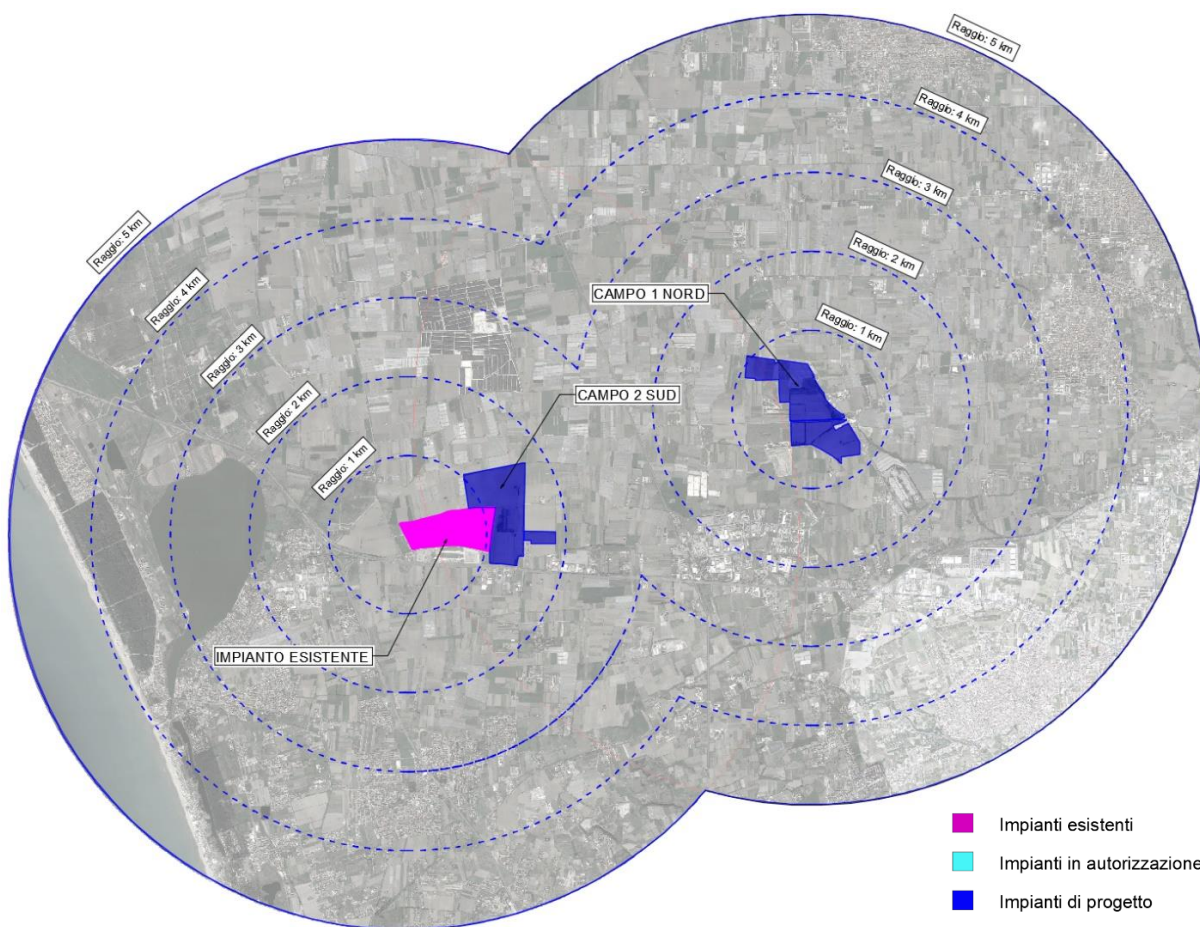 Raggio: 5 km
Raggio: 4 km
Raggio: 3 km
Raggio: 2 km
Raggio: 1 km
CAMPO 1 NORD
Raggio: 5 km
Raggio: 4 km
Raggio: 3 km
Raggio: 2 km
Raggio: 1 km
CAMPO 2 SUD
IMPIANTO ESISTENTE
Impianti esistenti
Impianti in autorizzazione
Impianti di progetto